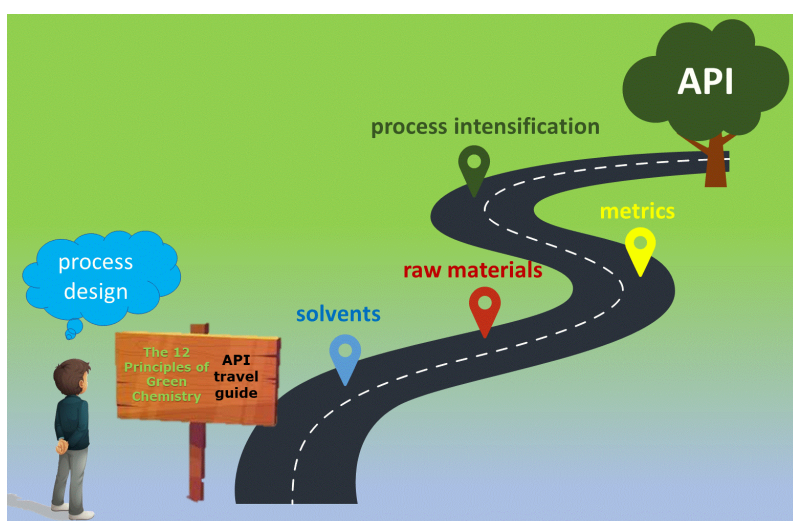 API
process intensification
metrics
raw materials
solvents
process
design
The 12
Principles of
Green
Chemistry
API
travel
guide